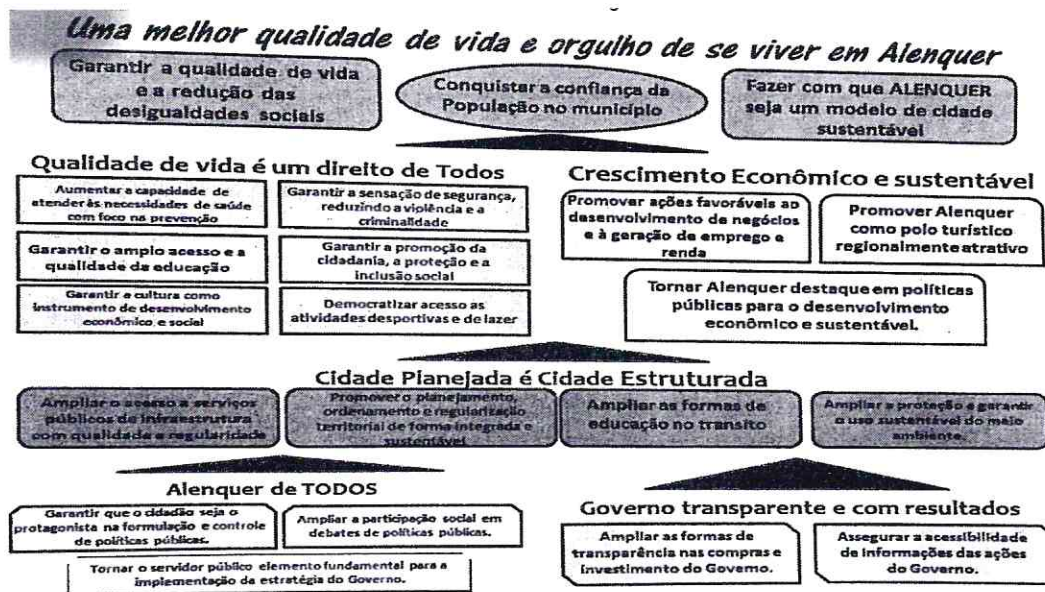 Uma melhor qualidade de vida e orgulho de se viver em Alenquer
Garantir a qualidade de vida
e a redução das
desigualdades sociais
Conquistar a confiança da
População no município
Fazer com que ALENQUER
seja um modelo de cidade
sustentável
Qualidade de vida é um direito de Todos
Aumentar a capacidade de
atender às necessidades de saúde
com foco na prevenção
Garantir a sensação de segurança,
reduzindo a violência e a
criminalidade
Garantir o amplo acesso e a
qualidade da educação
Garantir a promoção da
cidadania, a proteção e a
inclusão social
Garantir a cultura como
instrumento de desenvolvimento
econômico e social
Democratizar acesso as
atividades desportivas e de lazer
Crescimento Econômico e sustentável
Promover ações favoráveis ao
desenvolvimento de negócios
e à geração de emprego e
renda
Promover Alenquer
como polo turístico
regionalmente atrativo
Tornar Alenquer destaque em políticas
públicas para o desenvolvimento
econômico e sustentável.
Cidade Planejada é Cidade Estruturada
Ampliar o acesso a serviços
públicos de infraestrutura
com qualidade e regularidade
Promover o planejamento,
ordenamento e regularização
territorial de forma integrada e
sustentável
Ampliar as formas de
educação no transito
Ampliar a proteção e garantir
o uso sustentável do meio
ambiente.
Alenquer de TODOS
Garantir que o cidadão seja o
protagonista na formulação e controle
de políticas públicas.
Ampliar a participação social em
debates de políticas públicas.
Tornar o servidor público elemento fundamental para a
implementação da estratégia do Governo.
Governo transparente e com resultados
Ampliar as formas de
transparência nas compras e
investimento do Governo.
Assegurar a acessibilidade
de informações das ações
do Governo.